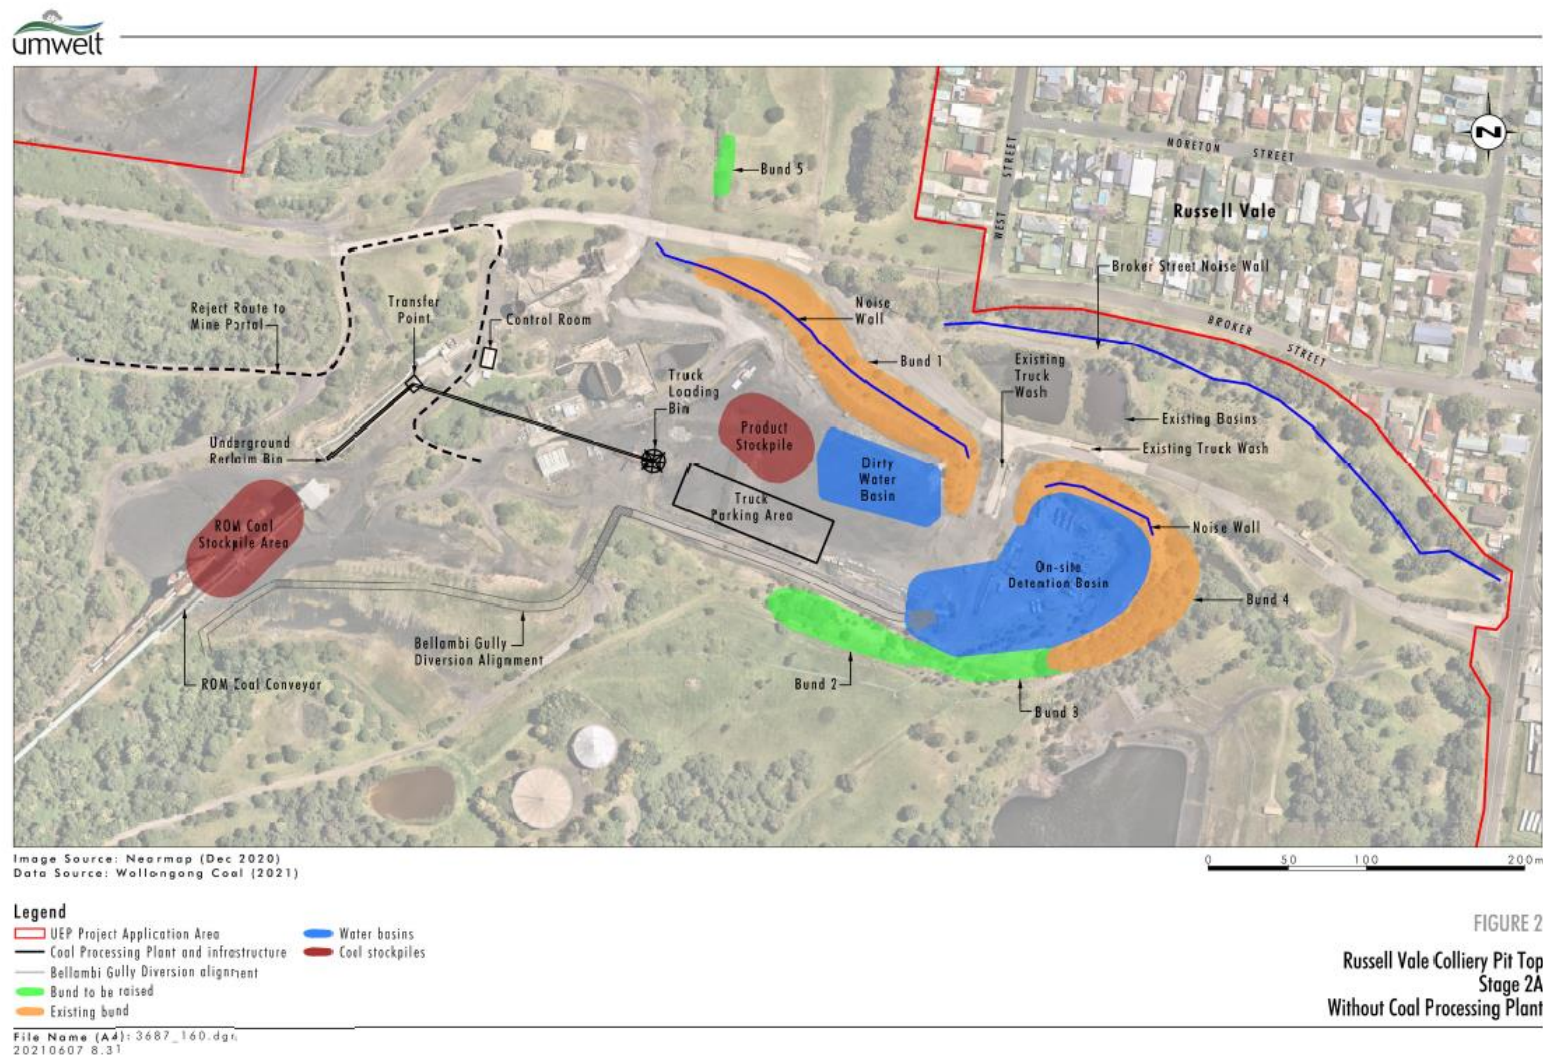 umwelt
Bund 5
MORETON STREET
WEST STREET
Russell Vale
Broker Street Noise Wall
Reject Route to
Mine Portal
Transfer
Point
Control Room
Noise
Wall
BROKER STREET
Bund 1
Existing
Truck
Wash
Truck
Loading
Bin
Existing Basins
Product
Stockpile
Underground
Reclaim Bin
Existing Truck Wash
Dirty
Water
Basin
Truck
Parking Area
ROM Coal
Stockpile Area
Noise Wall
On-site
Detention Basin
Bund 4
Bellambi Gully
Diversion Alignment
ROM Coal Conveyor
Bund 2
Bund 3
N
Image Source: Nearmap (Dec 2020)
Data Source: Wollongong Coal (2021)
0 50 100 200m
Legend
UEP Project Application Area
Coal Processing Plant and infrastructure
Bellambi Gully Diversion alignment
Bund to be raised
Existing bund
Water basins
Coal stockpiles
FIGURE 2
Russell Vale Colliery Pit Top
Stage 2A
Without Coal Processing Plant
File Name (A4): 3687_160.dgn
20210607 8.31